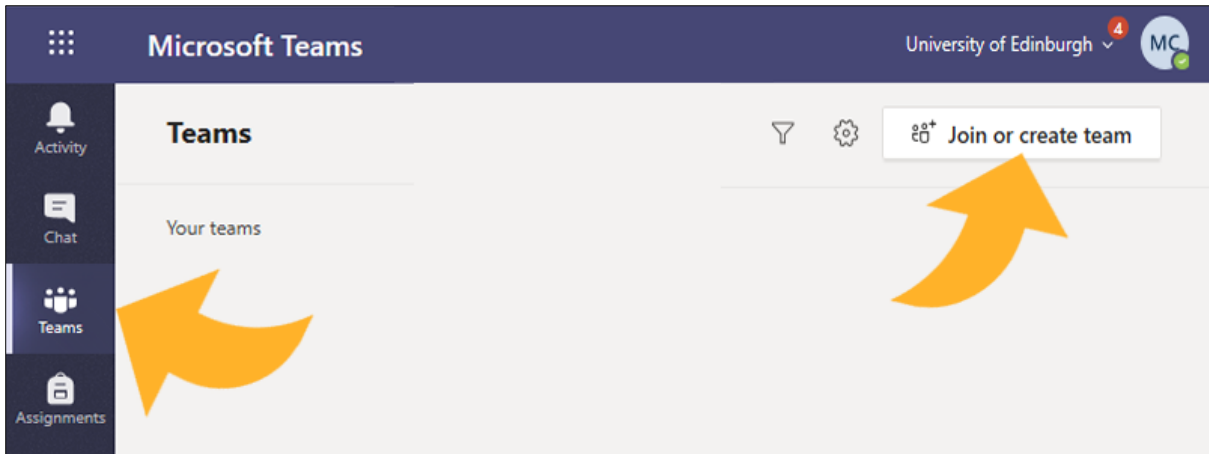 Microsoft Teams
University of Edinburgh
4
MC
Activity
Teams
Join or create team
Chat
Your teams
Teams
Assignments